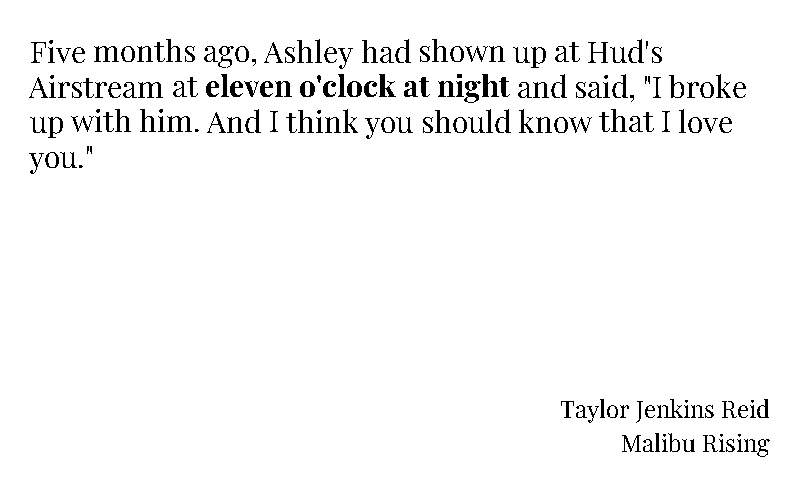 Five months ago, Ashley had shown up at Hud's
Airstream at eleven o'clock at night and said, "I broke
up with him. And I think you should know that I love
you."
Taylor Jenkins Reid
Malibu Rising